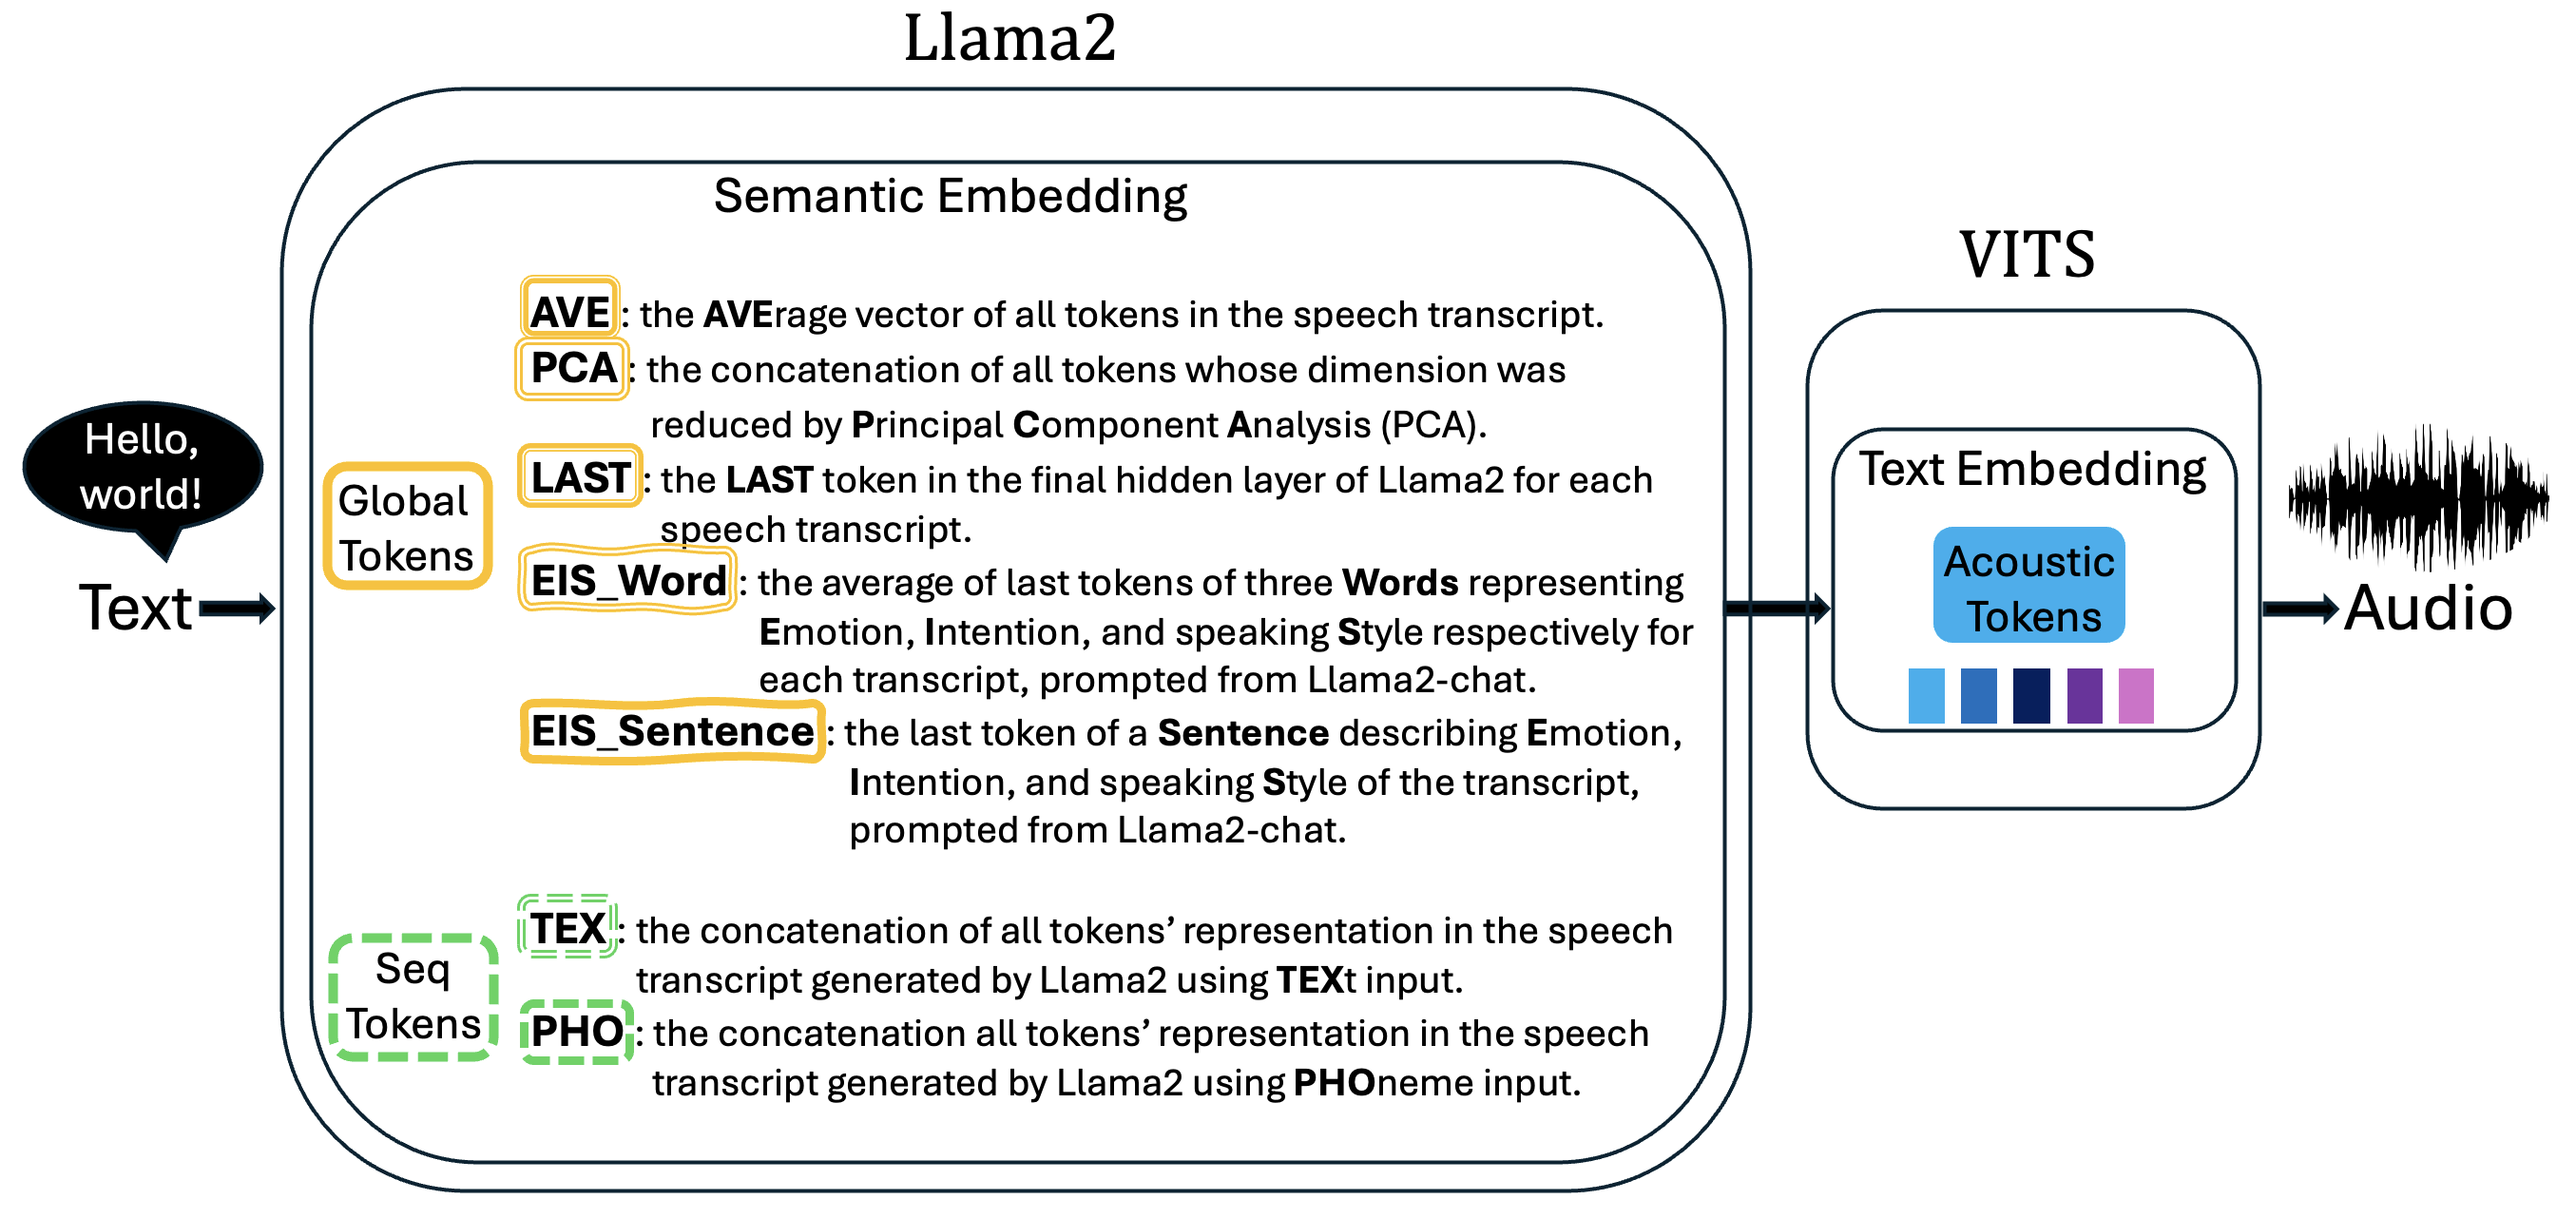 Llama2
Semantic Embedding
AVE : the AVErage vector of all tokens in the speech transcript.
PCA : the concatenation of all tokens whose dimension was
reduced by Principal Component Analysis (PCA).
LAST : the LAST token in the final hidden layer of Llama2 for each
speech transcript.
EIS_Word : the average of last tokens of three Words representing
Emotion, Intention, and speaking Style respectively for
each transcript, prompted from Llama2-chat.
EIS_Sentence : the last token of a Sentence describing Emotion,
Intention, and speaking Style of the transcript,
prompted from Llama2-chat.
TEX : the concatenation of all tokens’ representation in the speech
transcript generated by Llama2 using TEXt input.
PHO : the concatenation all tokens’ representation in the speech
transcript generated by Llama2 using PHOneme input.
Hello,
world!
Text
Global
Tokens
Seq
Tokens
VITS
Text Embedding
Acoustic
Tokens
Audio